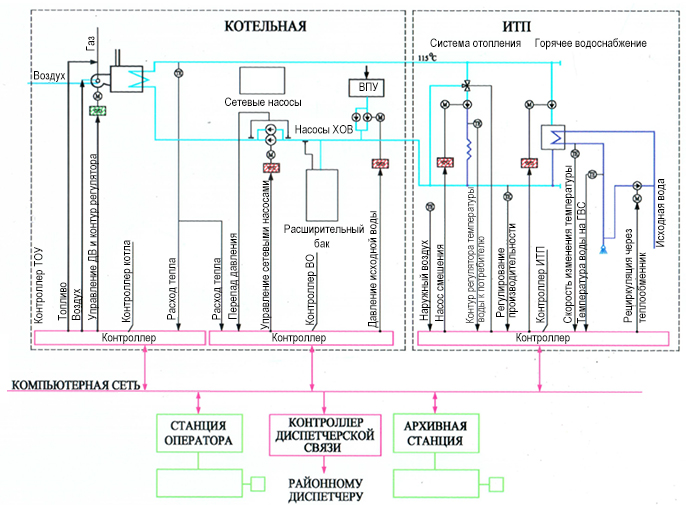 КОТЕЛЬНАЯ
ИТП
Газ
Воздух
115°C
Система отопления
Горячее водоснабжение
Сетевые насосы
ВПУ
Насосы ХОВ
Расширительный
бак
Контроллер ТОУ
Топливо
Воздух
Управление ДВ и контур регулятора
Контроллер котла
Расход тепла
Расход тепла
Перепад давления
Управление сетевыми насосами
Контроллер ВО
Давление исходной воды
Наружный воздух
Насос смешения
Контур регулятора температуры
воды к потребителю
Регулирование
производительности
Контроллер ИТП
Скорость изменения температуры
Температура воды на ГВС
Рециркуляция через
теплообменник
Исходная вода
Контроллер
Контроллер
Контроллер
КОМПЬЮТЕРНАЯ СЕТЬ
СТАНЦИЯ
ОПЕРАТОРА
КОНТРОЛЛЕР
ДИСПЕТЧЕРСКОЙ
СВЯЗИ
АРХИВНАЯ
СТАНЦИЯ
РАЙОННОМУ
ДИСПЕТЧЕРУ